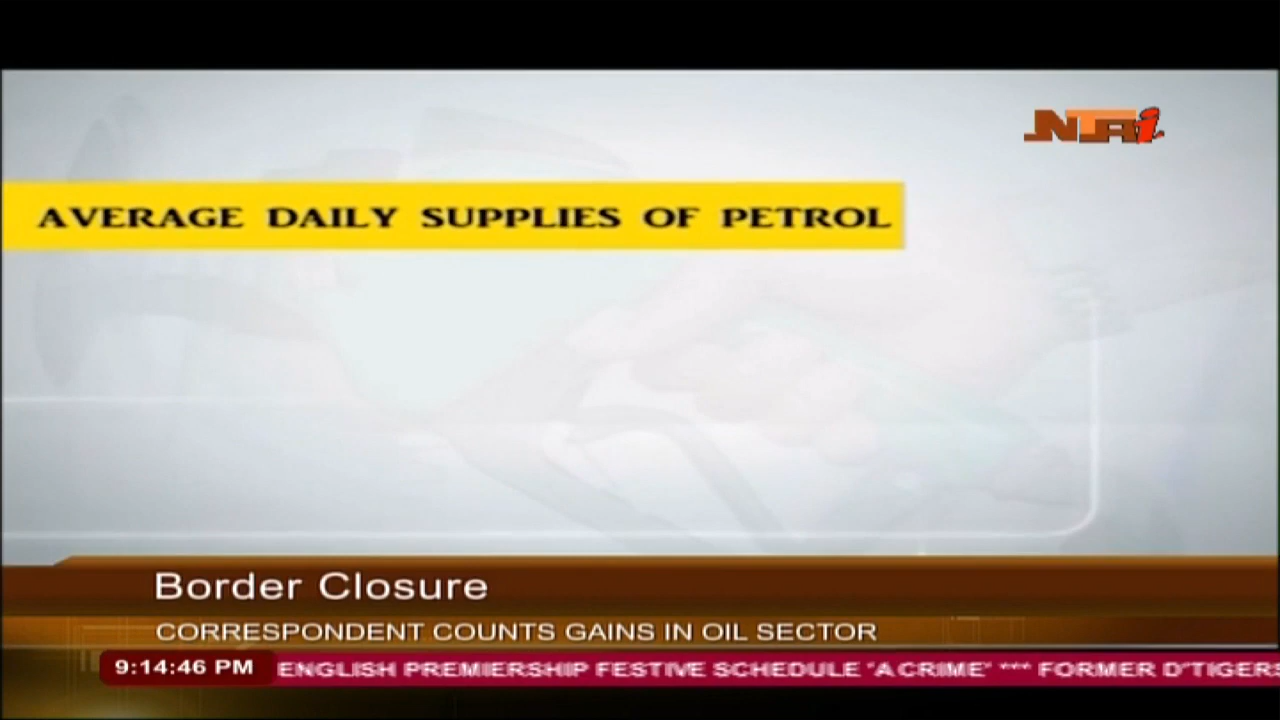 NTAi
AVERAGE DAILY SUPPLIES OF PETROL
Border Closure
CORRESPONDENT COUNTS GAINS IN OIL SECTOR
9:14:46 PM ENGLISH PREMIERSHIP FESTIVE SCHEDULE "A CRIME" *** FORMER D'TIGERS